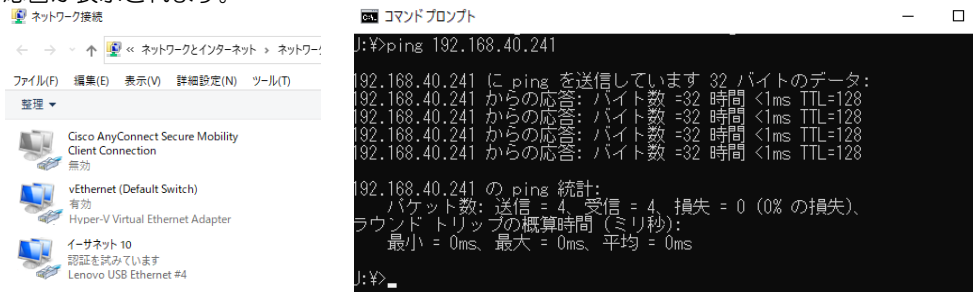 ネットワーク接続
« ネットワークとインターネット › ネットワーク
ファイル(F) 編集(E) 表示(V) 詳細設定(N) ツール(T)
整理 ▼
Cisco AnyConnect Secure Mobility
Client Connection
無効
vEthernet (Default Switch)
有効
Hyper-V Virtual Ethernet Adapter
イーサネット 10
認証を試みています
Lenovo USB Ethernet #4
コマンド プロンプト
J:¥>ping 192.168.40.241
192.168.40.241 に ping を送信しています 32 バイトのデータ:
192.168.40.241 からの応答: バイト数 =32 時間 <1ms TTL=128
192.168.40.241 からの応答: バイト数 =32 時間 <1ms TTL=128
192.168.40.241 からの応答: バイト数 =32 時間 <1ms TTL=128
192.168.40.241 からの応答: バイト数 =32 時間 <1ms TTL=128
192.168.40.241 の ping 統計:
パケット数: 送信 = 4、受信 = 4、損失 = 0 (0% の損失)、
ラウンド トリップの概算時間 (ミリ秒):
最小 = 0ms、最大 = 0ms、平均 = 0ms
J:¥>